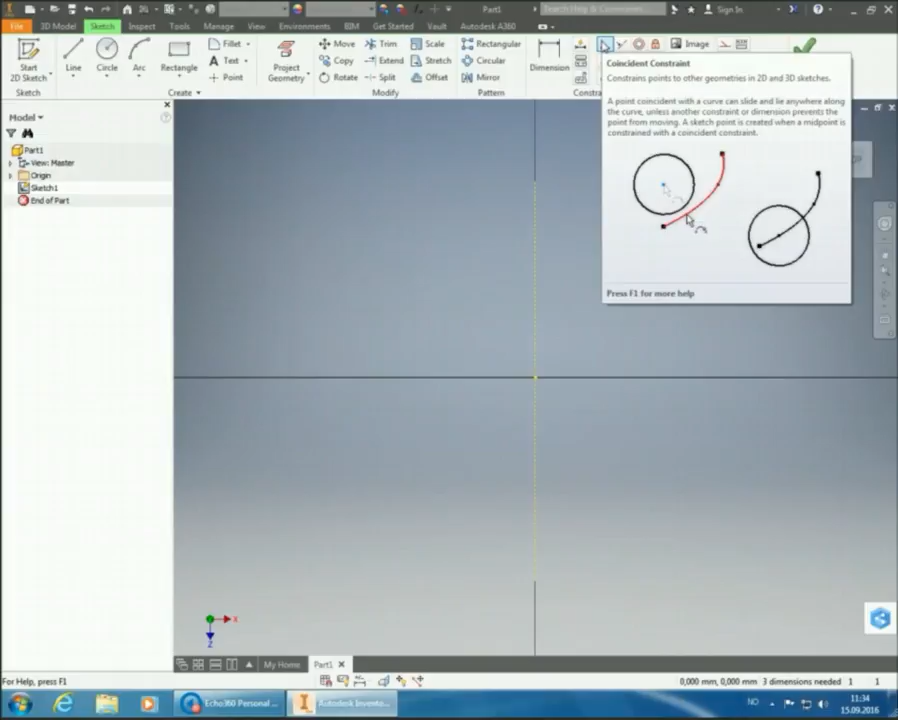 Part1
Search Help & Commands...
Sign In
File
3D Model
Sketch
Inspect
Tools
Manage
View
Environments
BIM
Get Started
Vault
Autodesk A360
Start
2D Sketch
Line
Circle
Arc
Rectangle
Fillet
Text
Point
Project
Geometry
Move
Copy
Rotate
Trim
Extend
Split
Scale
Stretch
Offset
Rectangular
Circular
Mirror
Dimension
Image
Sketch
Create
Modify
Pattern
Constra
Coincident Constraint
Constrains points to other geometries in 2D and 3D sketches.
A point coincident with a curve can slide and lie anywhere along
the curve, unless another constraint or dimension prevents the
point from moving. A sketch point is created when a midpoint is
constrained with a coincident constraint.
Press F1 for more help
Model
Part1
View: Master
Origin
Sketch1
End of Part
X
Z
My Home
Part1
For Help, press F1
0,000 mm, 0,000 mm
3 dimensions needed
1
1
Echo360 Personal ...
Autodesk Invento...
NO
11:34
15.09.2016